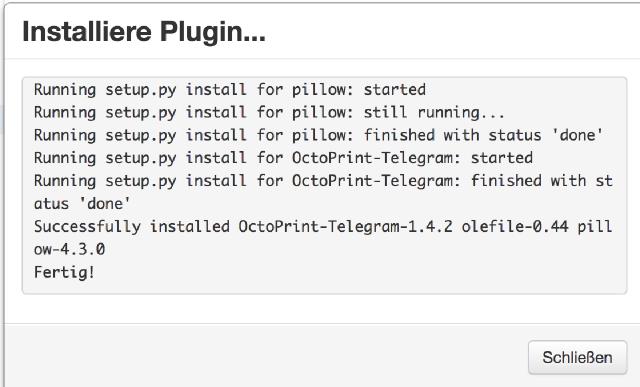 Installiere Plugin...
Running setup.py install for pillow: started
Running setup.py install for pillow: still running...
Running setup.py install for pillow: finished with status 'done'
Running setup.py install for OctoPrint-Telegram: started
Running setup.py install for OctoPrint-Telegram: finished with st
atus 'done'
Successfully installed OctoPrint-Telegram-1.4.2 olefile-0.44 pill
ow-4.3.0
Fertig!
Schließen